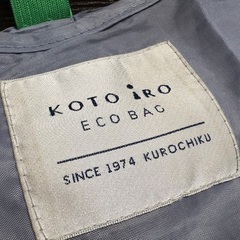 KOTO iRO
ECO BAG
SINCE 1974 KUROCHIKU